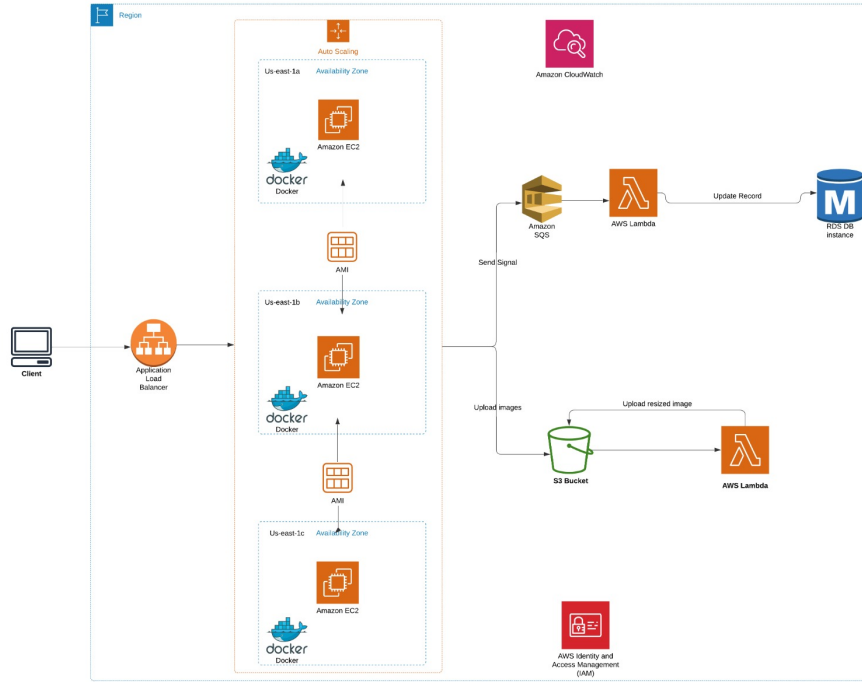 Region
Auto Scaling
Us-east-1a
Availability Zone
Amazon EC2
docker
Docker
AMI
Us-east-1b
Availability Zone
Amazon EC2
docker
Docker
AMI
Us-east-1c
Availability Zone
Amazon EC2
docker
Docker
Client
Application
Load
Balancer
Amazon CloudWatch
Send Signal
Amazon
SQS
AWS Lambda
Update Record
M
RDS DB
instance
Upload images
Upload resized image
S3 Bucket
AWS Lambda
AWS Identity and
Access Management
(IAM)